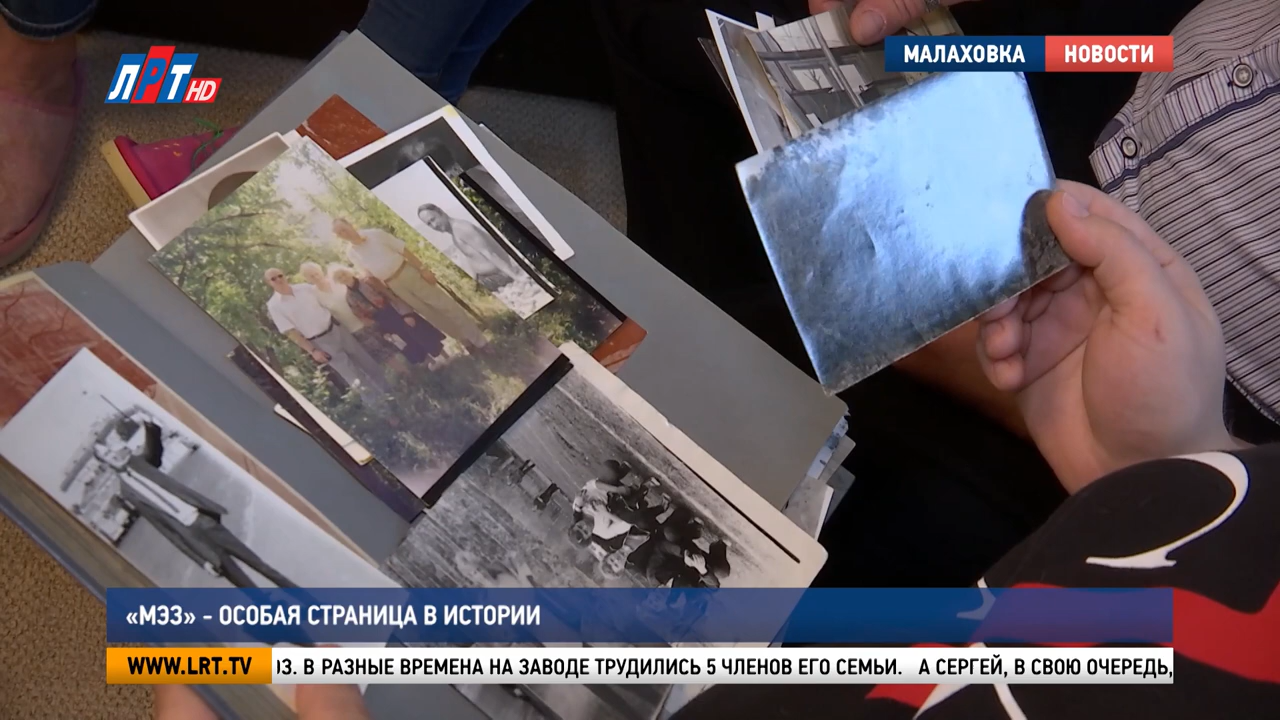 ЛРТ HD
МАЛАХОВКА НОВОСТИ
«МЭЗ» - ОСОБАЯ СТРАНИЦА В ИСТОРИИ
WWW.LRT.TV ОЗ. В РАЗНЫЕ ВРЕМЕНА НА ЗАВОДЕ ТРУДИЛИСЬ 5 ЧЛЕНОВ ЕГО СЕМЬИ. А СЕРГЕЙ, В СВОЮ ОЧЕРЕДЬ,